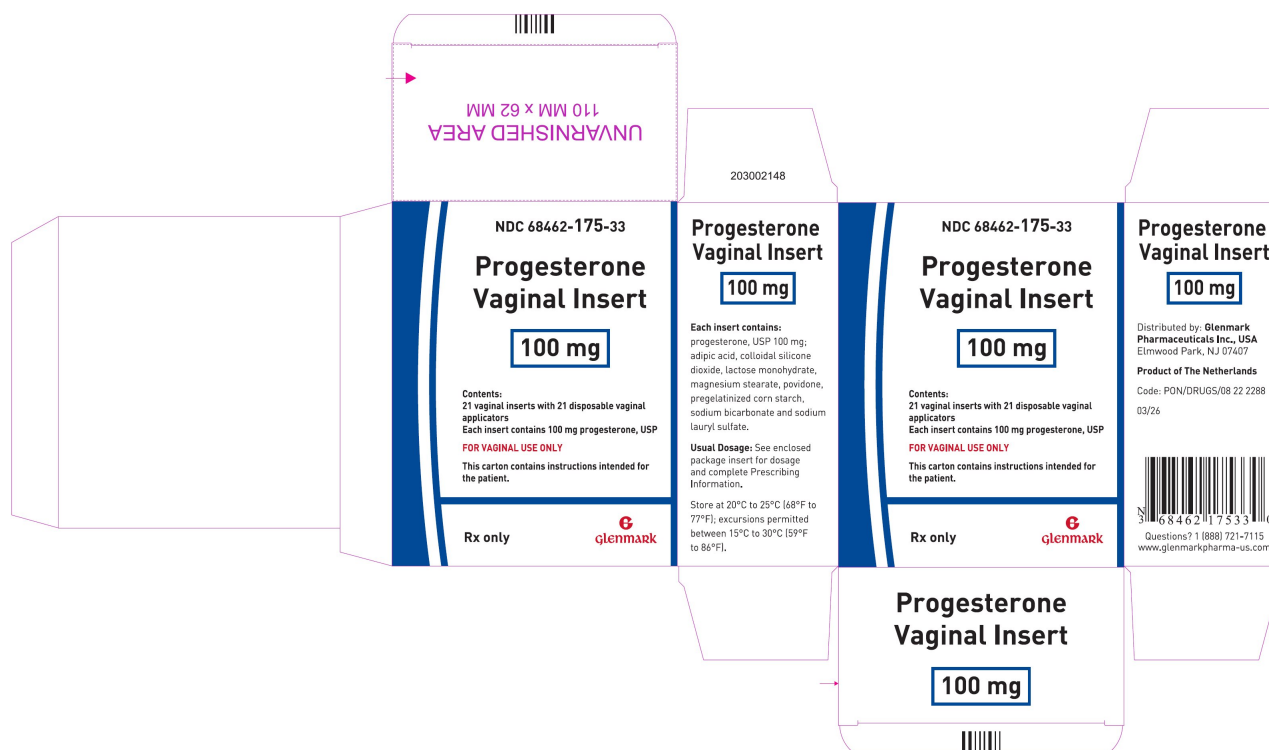 UNVARNISHED AREA
110 MM x 62 MM
203002148
NDC 68462-175-33
Progesterone
Vaginal Insert
100 mg
Contents:
21 vaginal inserts with 21 disposable vaginal
applicators
Each insert contains 100 mg progesterone, USP
FOR VAGINAL USE ONLY
This carton contains instructions intended for
the patient.
Rx only
G
GLENMARK
Progesterone
Vaginal Insert
100 mg
Each insert contains:
progesterone, USP 100 mg;
adipic acid, colloidal silicone
dioxide, lactose monohydrate,
magnesium stearate, povidone,
pregelatinized corn starch,
sodium bicarbonate and sodium
lauryl sulfate.
Usual Dosage: See enclosed
package insert for dosage
and complete Prescribing
Information.
Store at 20°C to 25°C (68°F to
77°F); excursions permitted
between 15°C to 30°C (59°F
to 86°F).
NDC 68462-175-33
Progesterone
Vaginal Insert
100 mg
Contents:
21 vaginal inserts with 21 disposable vaginal
applicators
Each insert contains 100 mg progesterone, USP
FOR VAGINAL USE ONLY
This carton contains instructions intended for
the patient.
Rx only
G
GLENMARK
Progesterone
Vaginal Insert
100 mg
Distributed by: Glenmark
Pharmaceuticals Inc., USA
Elmwood Park, NJ 07407
Product of The Netherlands
Code: PON/DRUGS/08 22 2288
03/26
N
3 68462 17533
Questions? 1 (888) 721-7115
www.glenmarkpharma-us.com
Progesterone
Vaginal Insert
100 mg